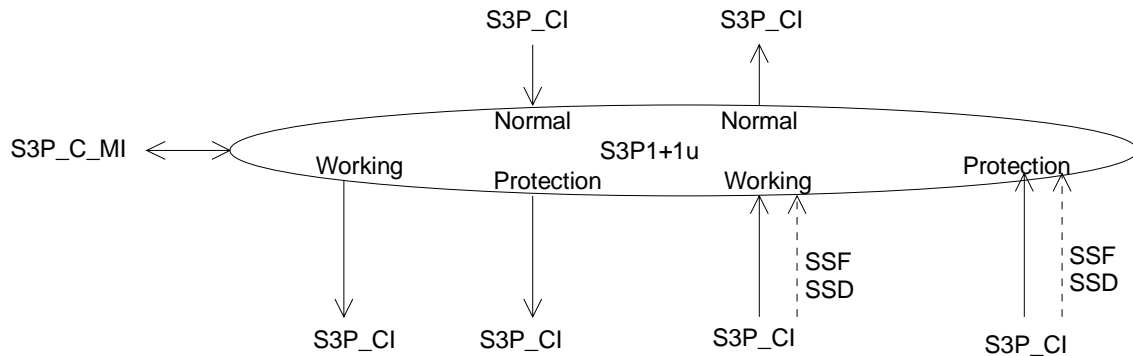 S3P_CI
S3P_CI
Normal
Normal
S3P_C_MI
S3P1+1u
Working
Protection
Working
Protection
SSF
SSD
SSF
SSD
S3P_CI
S3P_CI
S3P_CI
S3P_CI